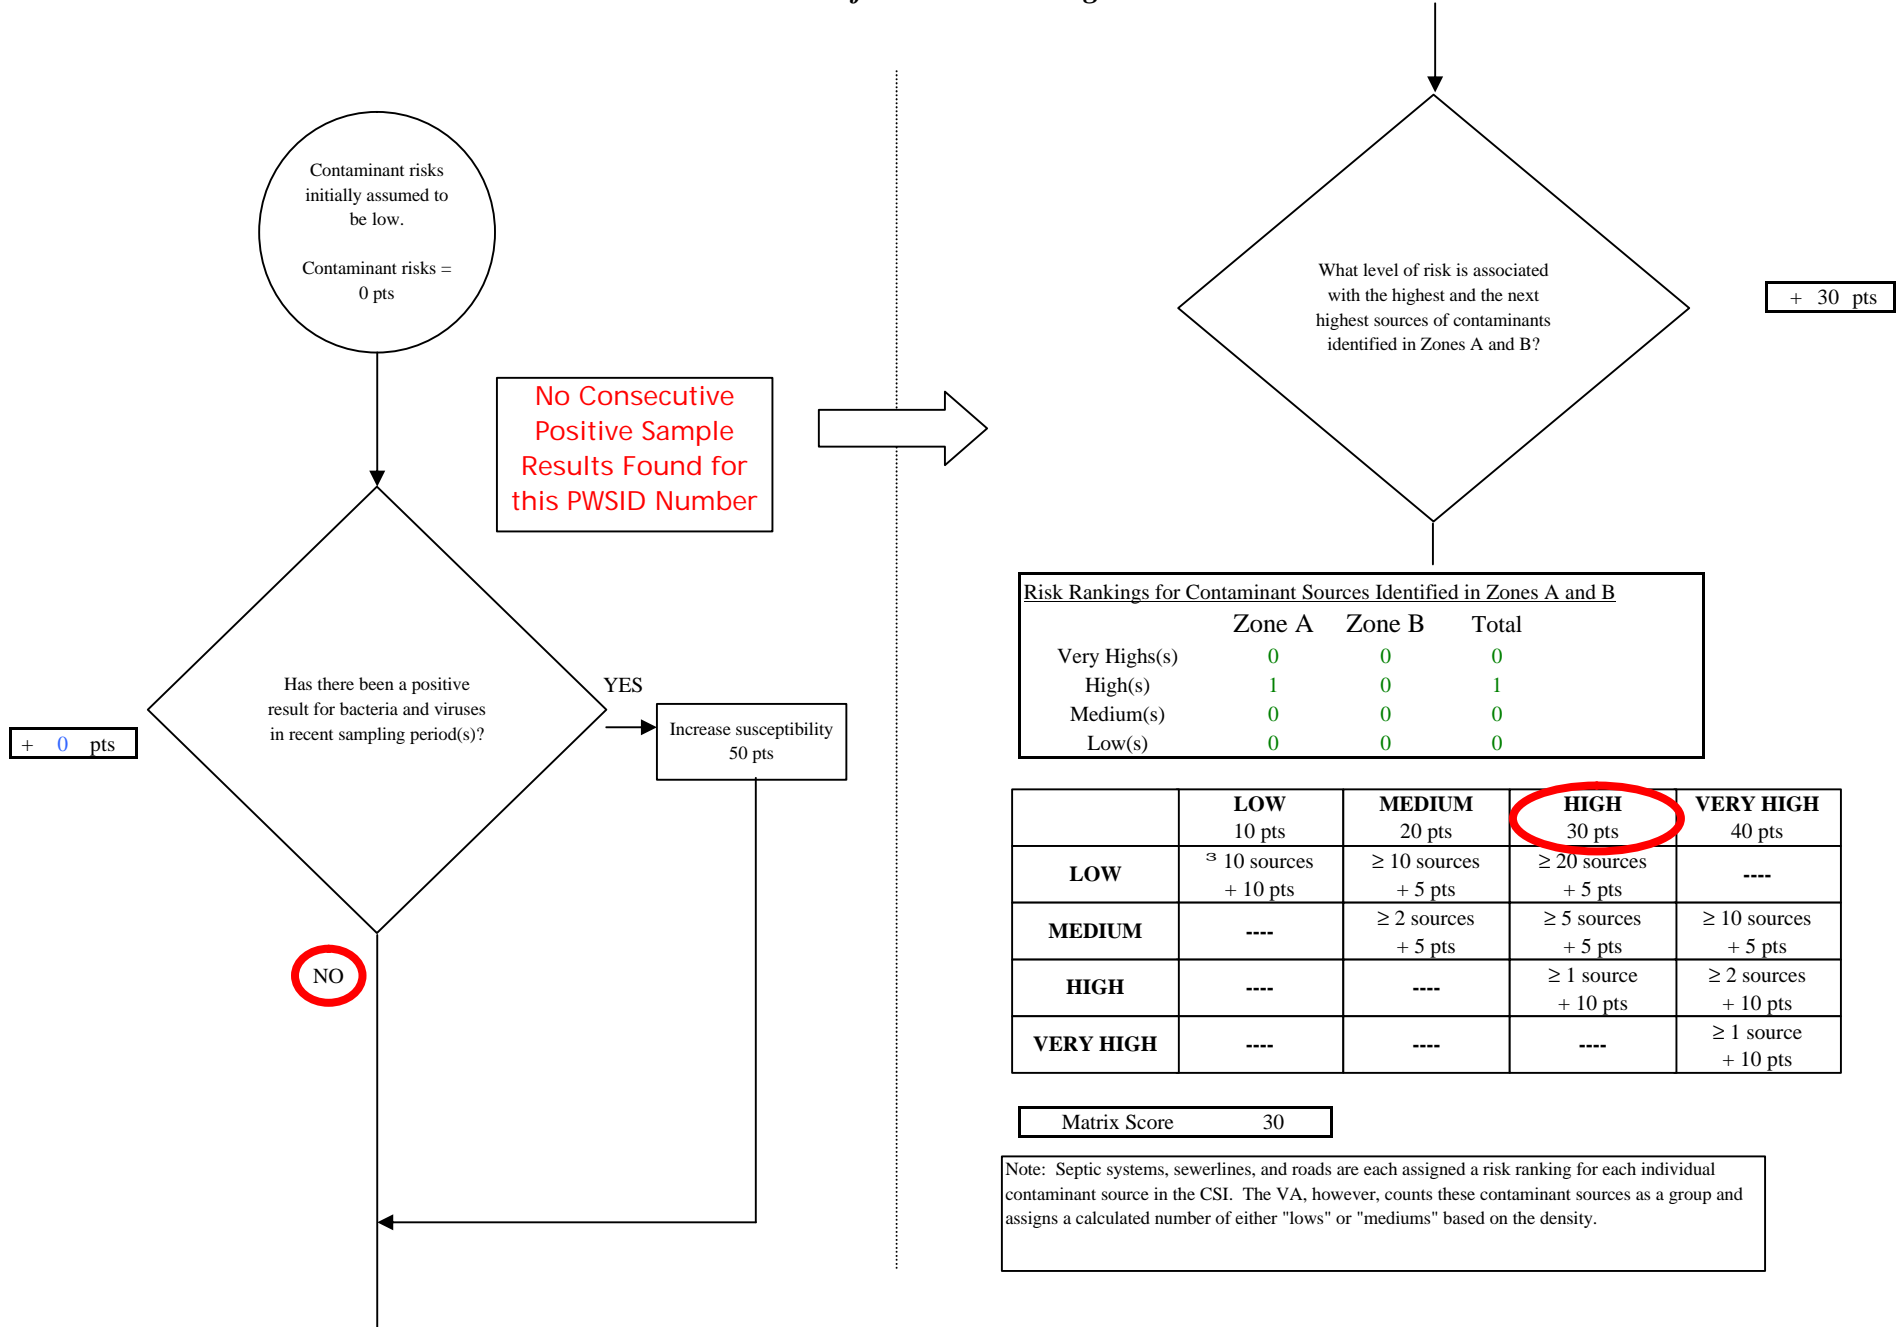 Contaminant risks
initially assumed to
be low.
Contaminant risks =
0 pts
No Consecutive
Positive Sample
Results Found for
this PWSID Number
Has there been a positive
result for bacteria and viruses
in recent sampling period(s)?
YES
Increase susceptibility
50 pts
+ 0 pts
NO
What level of risk is associated
with the highest and the next
highest sources of contaminants
identified in Zones A and B?
+ 30 pts
Risk Rankings for Contaminant Sources Identified in Zones A and B
Zone A Zone B Total
Very Highs(s) 0 0 0
High(s) 1 0 1
Medium(s) 0 0 0
Low(s) 0 0 0
LOW MEDIUM HIGH VERY HIGH
10 pts 20 pts 30 pts 40 pts
LOW ³ 10 sources ≥ 10 sources ≥ 20 sources ----
+ 10 pts + 5 pts + 5 pts
MEDIUM ---- ≥ 2 sources ≥ 5 sources ≥ 10 sources
+ 5 pts + 5 pts + 5 pts
HIGH ---- ---- ≥ 1 source ≥ 2 sources
+ 10 pts + 10 pts
VERY HIGH ---- ---- ---- ≥ 1 source
+ 10 pts
Matrix Score 30
Note: Septic systems, sewerlines, and roads are each assigned a risk ranking for each individual
contaminant source in the CSI. The VA, however, counts these contaminant sources as a group and
assigns a calculated number of either "lows" or "mediums" based on the density.